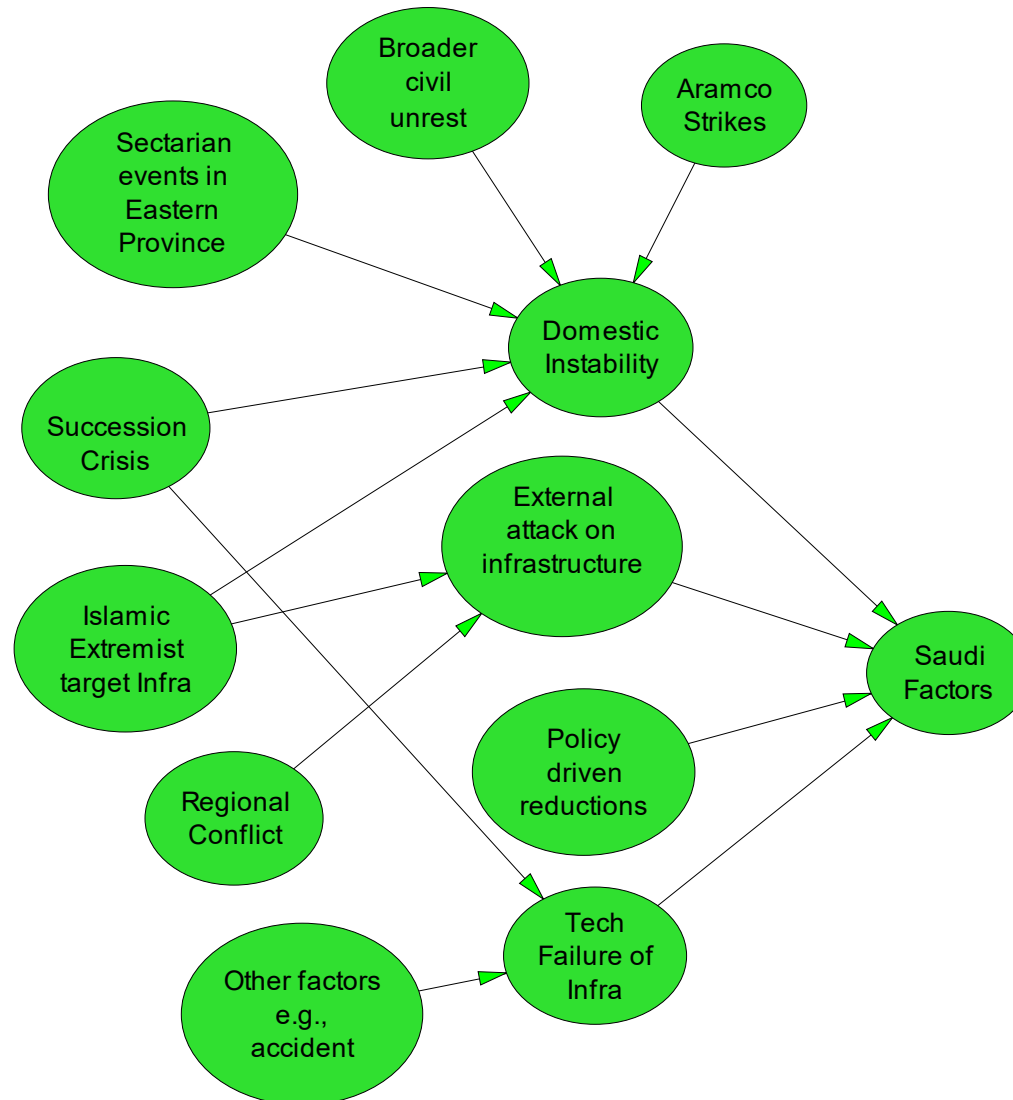 Broader
civil
unrest
Aramco
Strikes
Sectarian
events in
Eastern
Province
Domestic
Instability
Succession
Crisis
External
attack on
infrastructure
Islamic
Extremist
target Infra
Saudi
Factors
Policy
driven
reductions
Regional
Conflict
Tech
Failure of
Infra
Other factors
e.g.,
accident